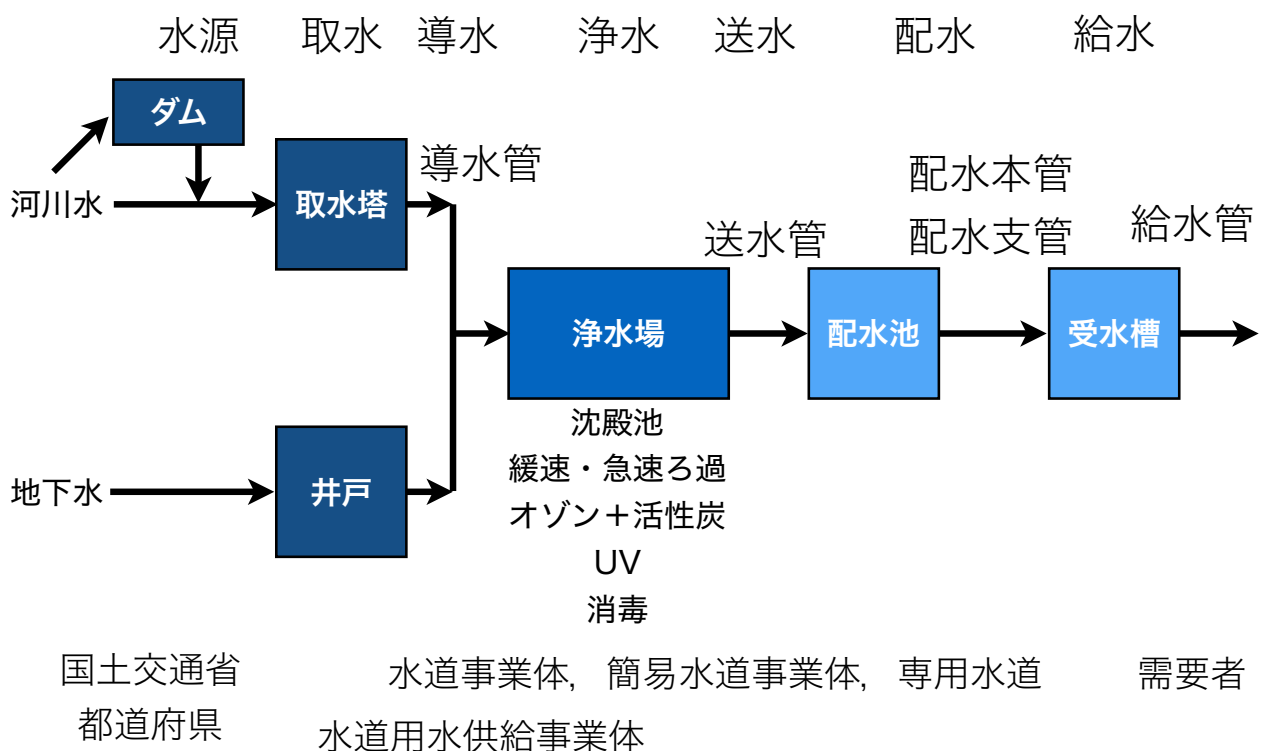 水源 取水 導水 浄水 送水 配水 給水
ダム
導水管
配水本管
河川水
取水塔
配水支管
給水管
送水管
浄水場
配水池
受水槽
沈殿池
緩速・急速ろ過
地下水
井戸
オゾン＋活性炭
UV
消毒
国土交通省
水道事業体, 簡易水道事業体, 専用水道
需要者
都道府県
水道用水供給事業体